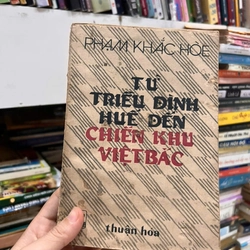 PHẠM KHẮC HÒE
TỪ
TRIỀU ĐÌNH
HUẾ ĐẾN
CHIẾN KHU
VIỆT BẮC
thuận hóa